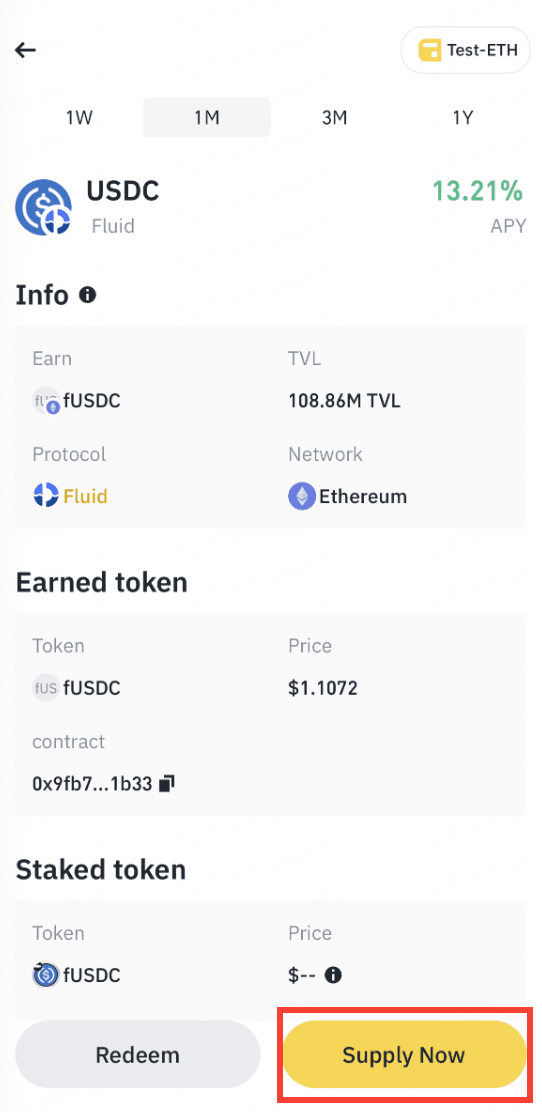 Test-ETH
1W 1M 3M 1Y
USDC 13.21%
Fluid APY
Info
Earn TVL
fUS fUSDC 108.86M TVL
Protocol Network
Fluid Ethereum
Earned token
Token Price
fUS fUSDC $1.1072
contract
0x9fb7...1b33
Staked token
Token Price
fUSDC $--
Redeem Supply Now